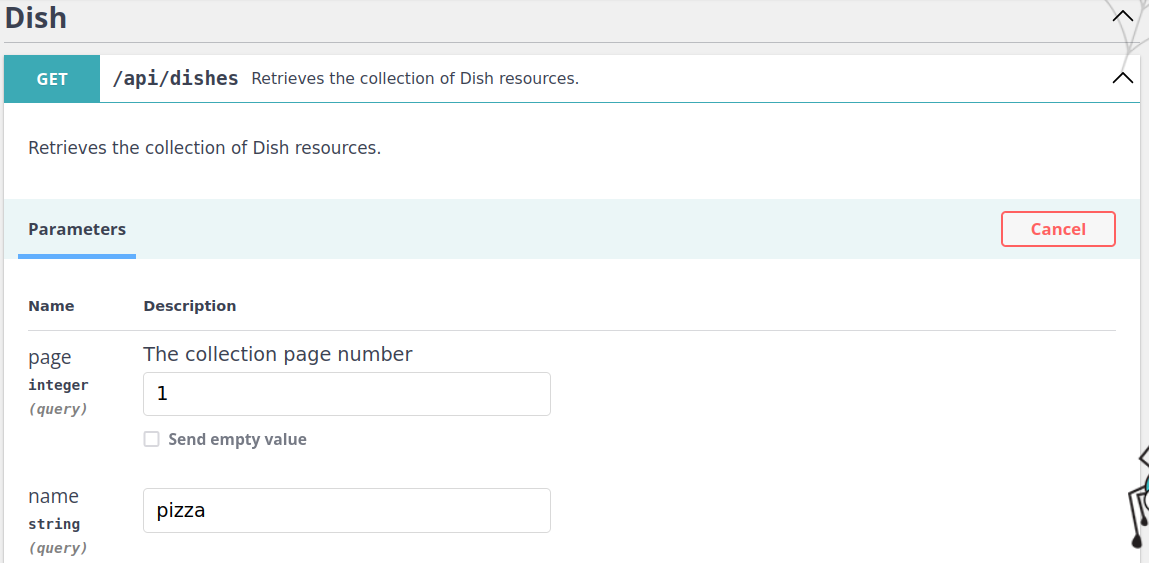 Dish
GET /api/dishes Retrieves the collection of Dish resources.
Retrieves the collection of Dish resources.
Parameters Cancel
Name Description
page The collection page number
integer 1
(query)
Send empty value
name
string pizza
(query)